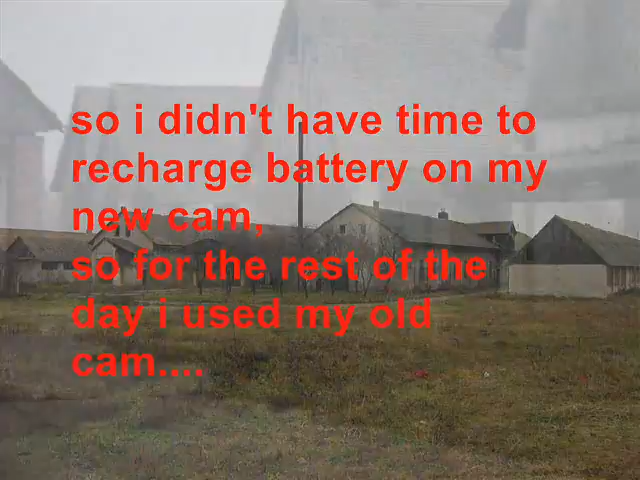 so i didn't have time to
recharge battery on my
new cam,
so for the rest of the
day i used my old
cam....